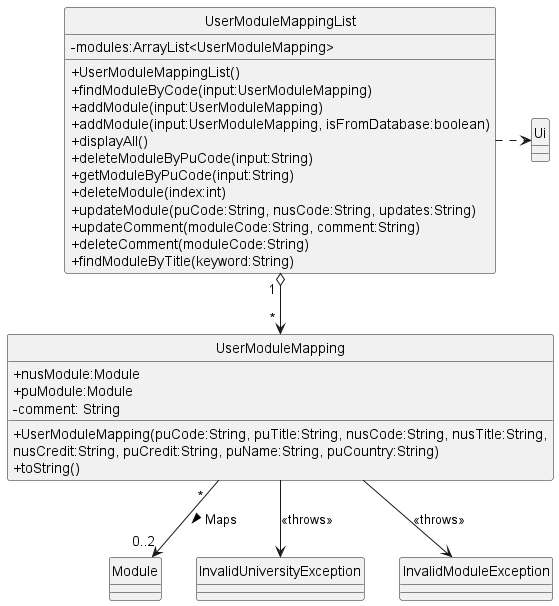 UserModuleMappingList
-modules:ArrayList<UserModuleMapping>
+UserModuleMappingList()
+findModuleByCode(input:UserModuleMapping)
+addModule(input:UserModuleMapping)
+addModule(input:UserModuleMapping, isFromDatabase:boolean)
+displayAll()
+deleteModuleByPuCode(input:String)
+getModuleByPuCode(input:String)
+deleteModule(index:int)
+updateModule(puCode:String, nusCode:String, updates:String)
+updateComment(moduleCode:String, comment:String)
+deleteComment(moduleCode:String)
+findModuleByTitle(keyword:String)
Ui
1
*
UserModuleMapping
+nusModule:Module
+puModule:Module
-comment: String
+UserModuleMapping(puCode:String, puTitle:String, nusCode:String, nusTitle:String,
nusCredit:String, puCredit:String, puName:String, puCountry:String)
+toString()
*
Maps
«throws»
«throws»
0..2
Module
InvalidUniversityException
InvalidModuleException